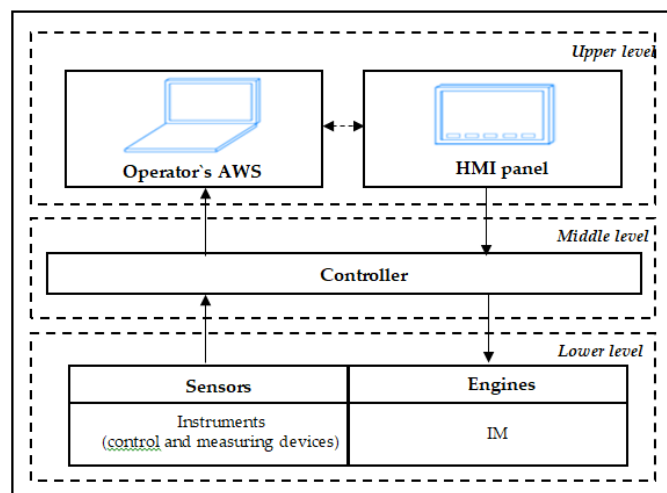 Upper level
Operator`s AWS
HMI panel
Middle level
Controller
Lower level
Sensors
Engines
Instruments
(control and measuring devices)
IM